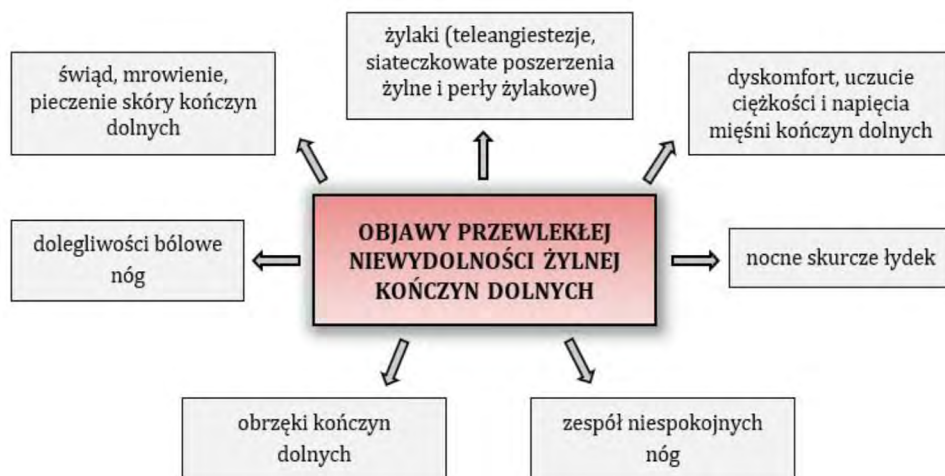 żylaki (teleangiestezje,
siateczkowate poszerzenia
żylne i perły żylakowe)
świąd, mrowienie,
pieczenie skóry kończyn
dolnych
dyskomfort, uczucie
ciężkości i napięcia
mięśni kończyn dolnych
OBJAWY PRZEWLEKŁEJ
NIEWYDOLNOŚCI ŻYLNEJ
KOŃCZYN DOLNYCH
dolegliwości bólowe
nóg
nocne skurcze łydek
obrzęki kończyn
dolnych
zespół niespokojnych
nóg